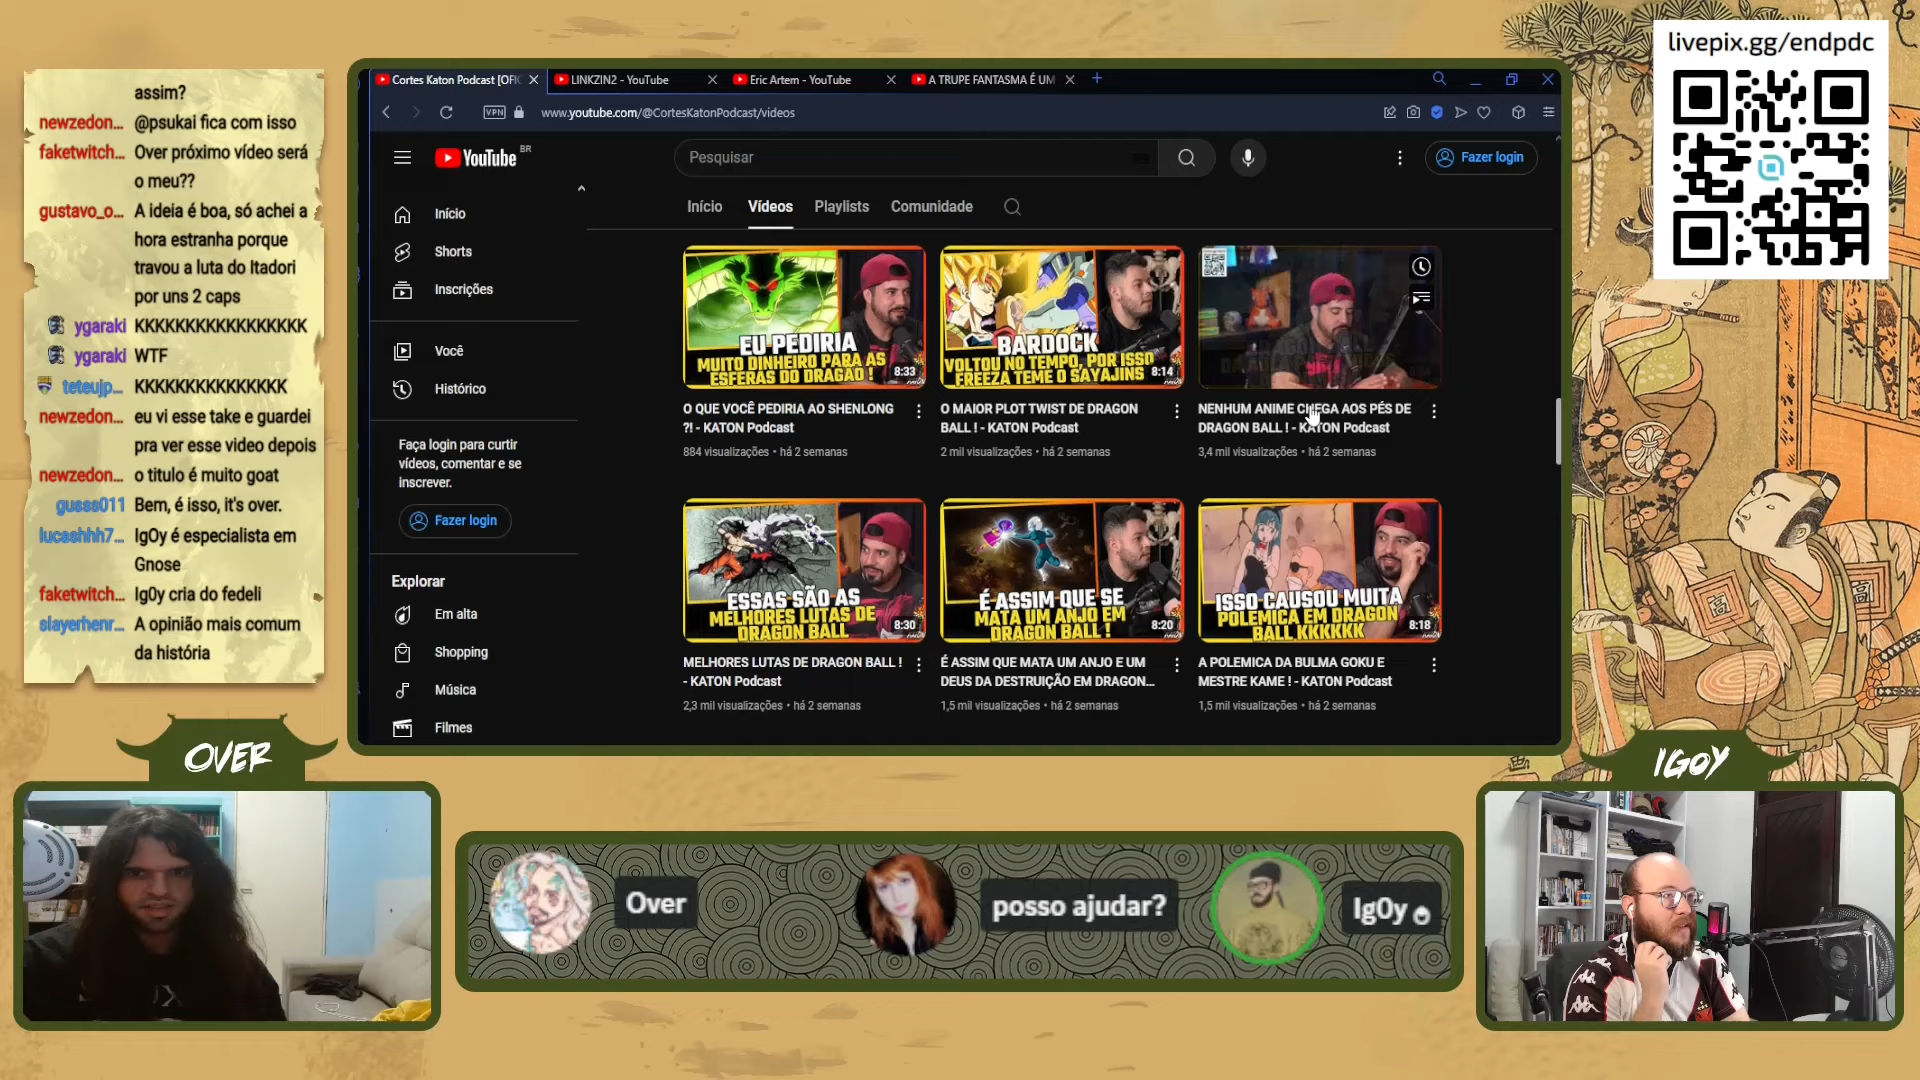 livepix.gg/endpdc
assim?
newzedon... @psukai fica com isso
faketwitch... Over próximo vídeo será
o meu??
gustavo_o... A ideia é boa, só achei a
hora estranha porque
travou a luta do Itadori
por uns 2 caps
ygaraki KKKKKKKKKKKKKKKKK
ygaraki WTF
teteujp... KKKKKKKKKKKKKKK
newzedon... eu vi esse take e guardei
pra ver esse video depois
newzedon... o titulo é muito goat
gusss011 Bem, é isso, it's over.
lucashhh7... Ig0y é especialista em
Gnose
faketwitch... Ig0y cria do fedeli
slayerhenr... A opinião mais comum
da história
Cortes Katon Podcast [OFI
LINKZIN2 - YouTube
Eric Artem - YouTube
A TRUPE FANTASMA É UM
VPN
www.youtube.com/@CortesKatonPodcast/videos
YouTube BR
Pesquisar
Fazer login
Início
Shorts
Inscrições
Você
Histórico
Faça login para curtir
vídeos, comentar e se
inscrever.
Fazer login
Explorar
Em alta
Shopping
Música
Filmes
Início
Vídeos
Playlists
Comunidade
EU PEDIRIA
MUITO DINHEIRO PARA AS
ESFERAS DO DRAGÃO !
8:33
O QUE VOCÊ PEDIRIA AO SHENLONG
?! - KATON Podcast
884 visualizações • há 2 semanas
BARDOCK
VOLTOU NO TEMPO, POR ISSO
FREEZA TEME O SAYAJINS
8:14
O MAIOR PLOT TWIST DE DRAGON
BALL ! - KATON Podcast
2 mil visualizações • há 2 semanas
NENHUM ANIME CHEGA AOS PÉS DE
DRAGON BALL ! - KATON Podcast
3,4 mil visualizações • há 2 semanas
ESSAS SÃO AS
MELHORES LUTAS DE
DRAGON BALL
8:30
MELHORES LUTAS DE DRAGON BALL !
- KATON Podcast
2,3 mil visualizações • há 2 semanas
É ASSIM QUE SE
MATA UM ANJO EM
DRAGON BALL !
8:20
É ASSIM QUE MATA UM ANJO E UM
DEUS DA DESTRUIÇÃO EM DRAGON...
1,5 mil visualizações • há 2 semanas
ISSO CAUSOU MUITA
POLEMICA EM DRAGON
BALL KKKKKK
8:18
A POLEMICA DA BULMA GOKU E
MESTRE KAME ! - KATON Podcast
1,5 mil visualizações • há 2 semanas
OVER
IGOY
Over
posso ajudar?
Ig0y